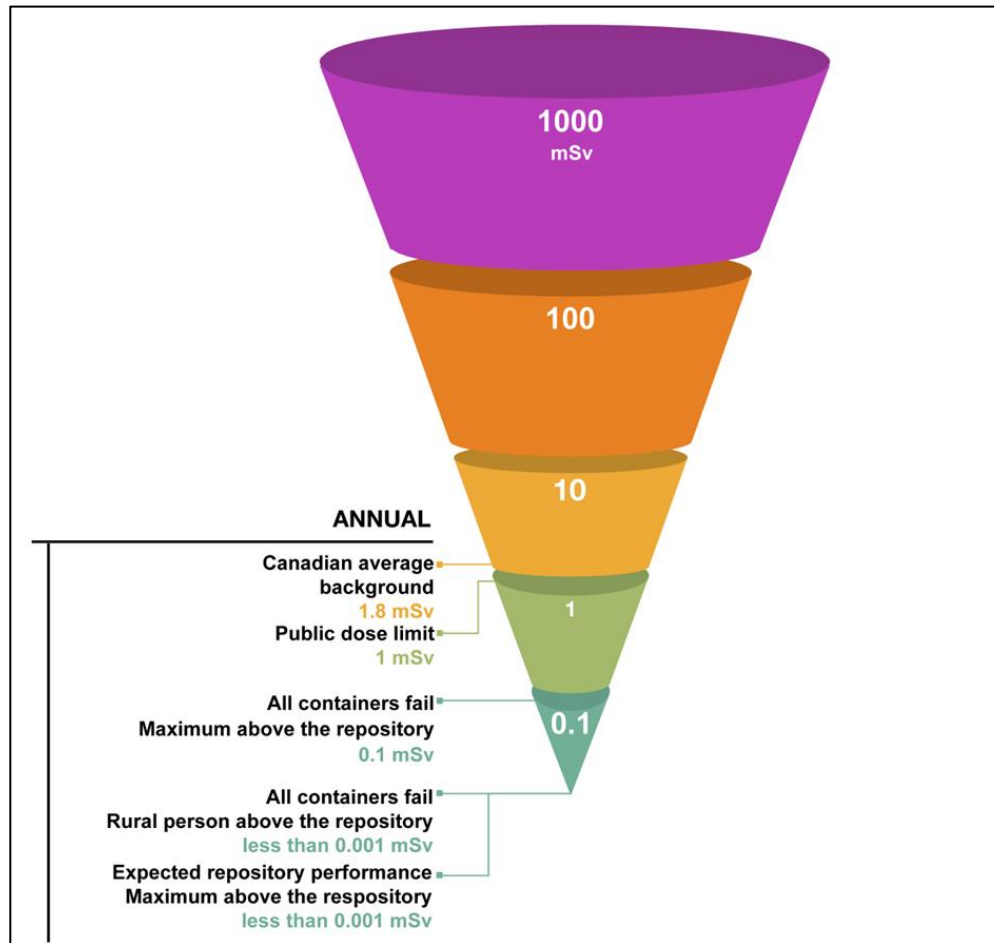 1000
mSv
100
10
ANNUAL
Canadian average
background
1.8 mSv
Public dose limit
1 mSv
1
All containers fail
Maximum above the repository
0.1 mSv
0.1
All containers fail
Rural person above the repository
less than 0.001 mSv
Expected repository performance
Maximum above the respository
less than 0.001 mSv